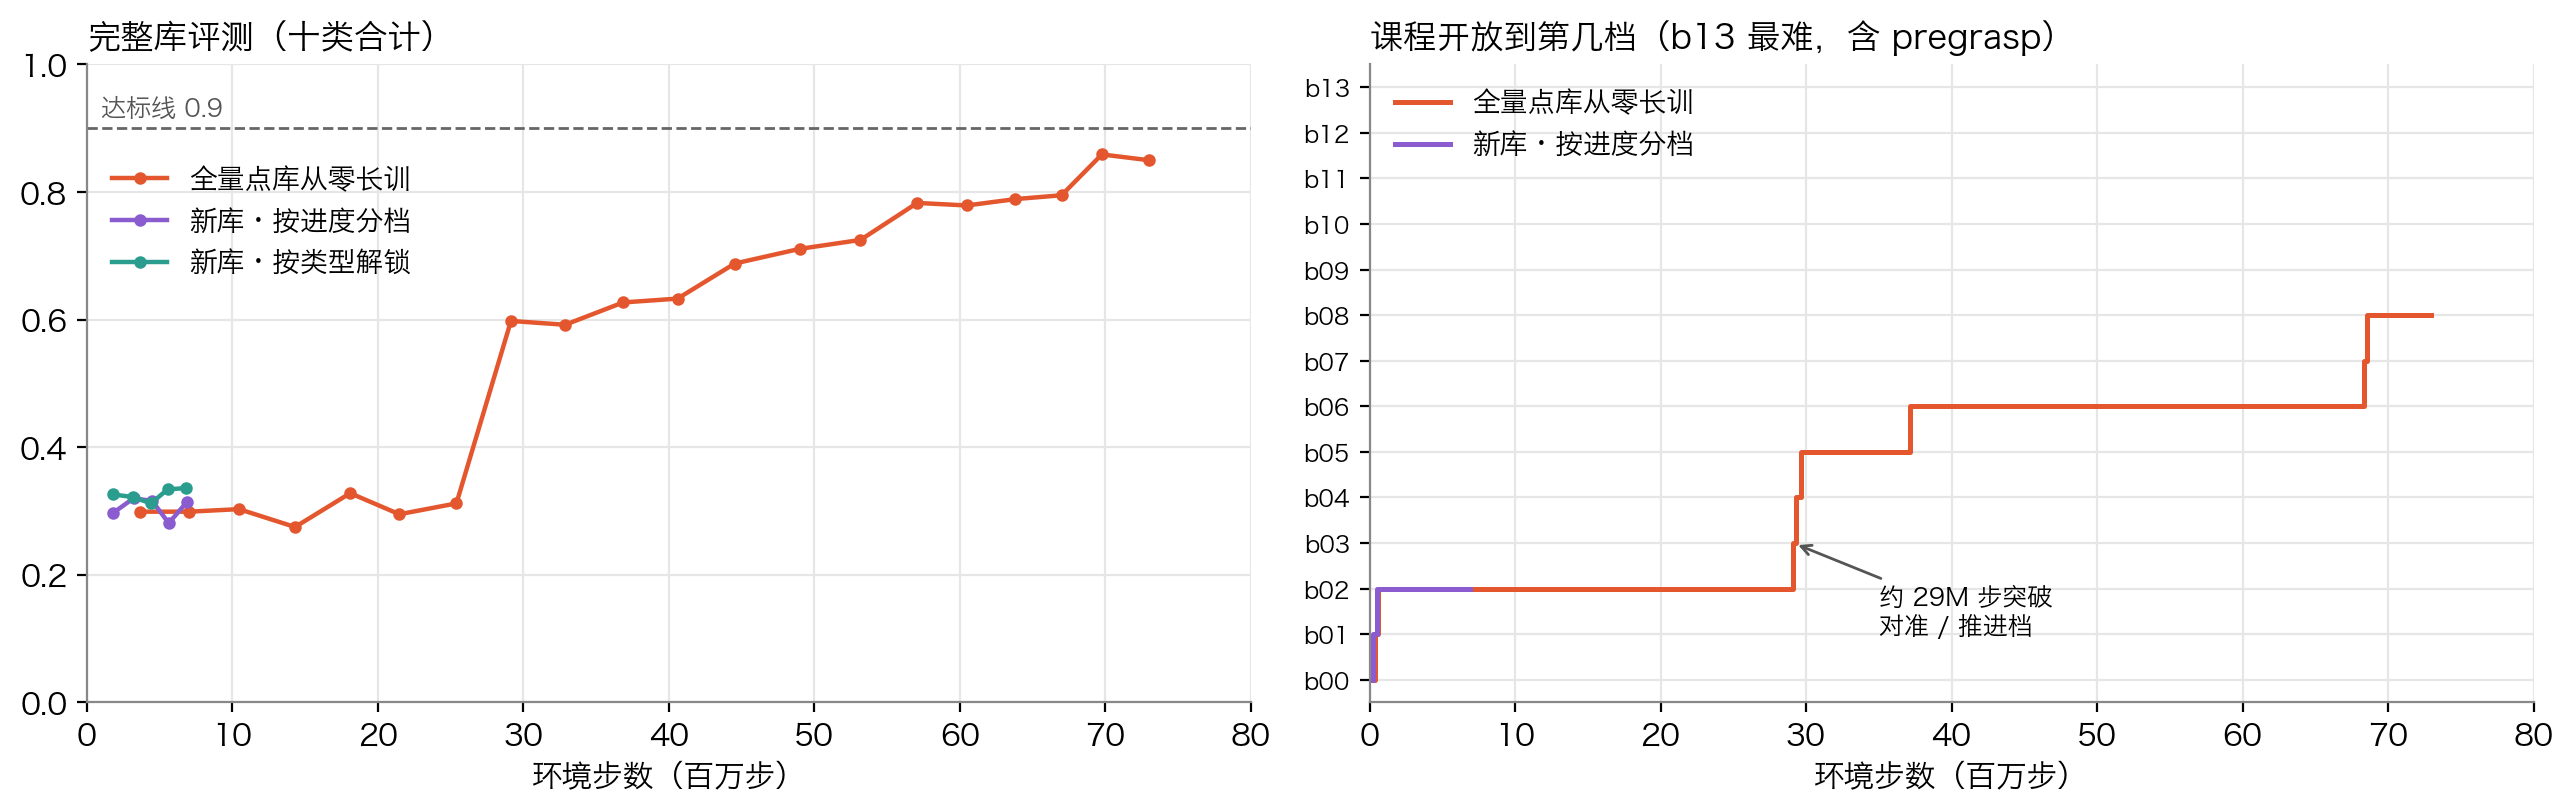 完整库评测（十类合计）
1.0
0.8
0.6
0.4
0.2
0.0
达标线 0.9
全量点库从零长训
新库·按进度分档
新库·按类型解锁
0 10 20 30 40 50 60 70 80
环境步数（百万步）
课程开放到第几档（b13 最难，含 pregrasp）
b13
b12
b11
b10
b09
b08
b07
b06
b05
b04
b03
b02
b01
b00
全量点库从零长训
新库·按进度分档
约 29M 步突破
对准 / 推进档
0 10 20 30 40 50 60 70 80
环境步数（百万步）